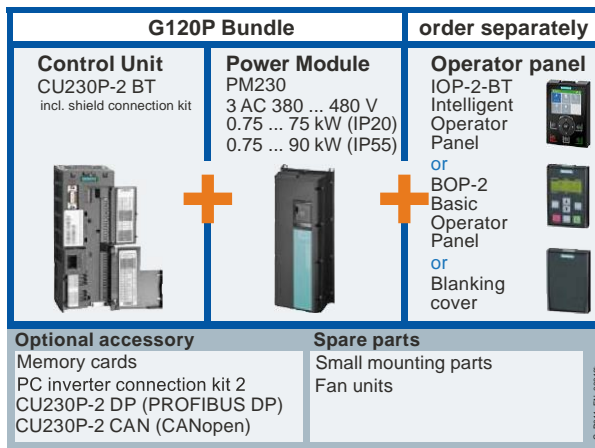 G120P Bundle
order separately
Control Unit
CU230P-2 BT
incl. shield connection kit
Power Module
PM230
3 AC 380 ... 480 V
0.75 ... 75 kW (IP20)
0.75 ... 90 kW (IP55)
Operator panel
IOP-2-BT
Intelligent
Operator
Panel
or
BOP-2
Basic
Operator
Panel
or
Blanking
cover
Optional accessory
Memory cards
PC inverter connection kit 2
CU230P-2 DP (PROFIBUS DP)
CU230P-2 CAN (CANopen)
Spare parts
Small mounting parts
Fan units